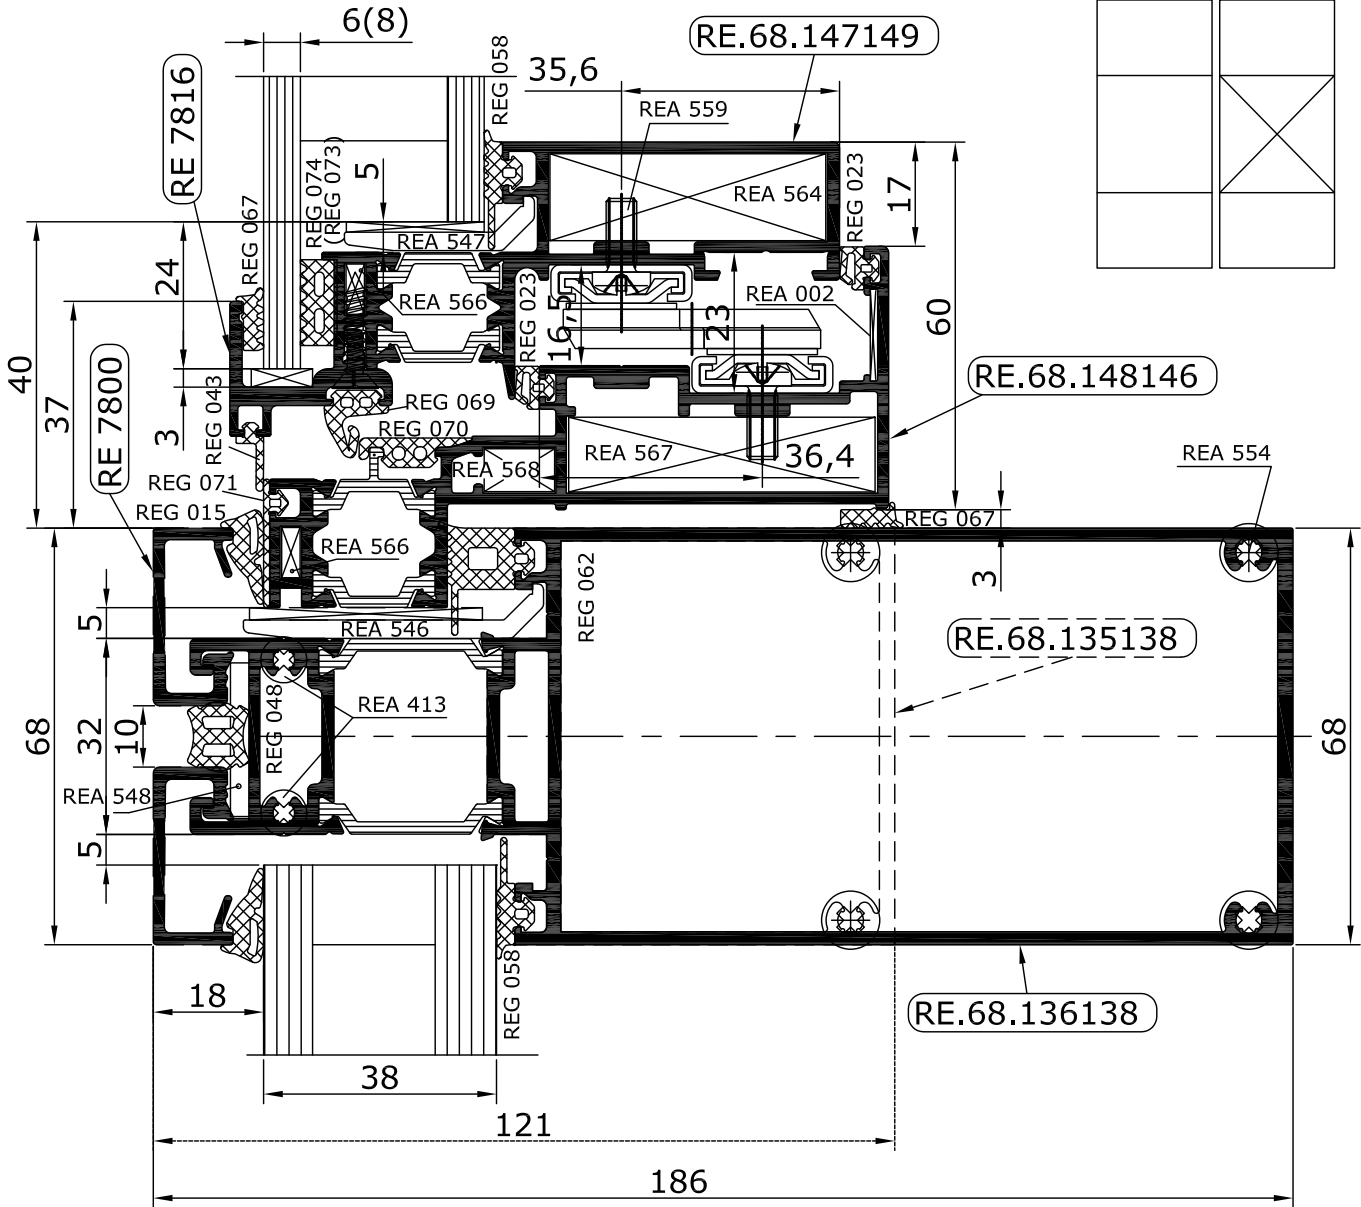 6(8)
RE.68.147149
REG 058
35,6
REA 559
RE 7816
REG 074
(REG 073)
5
REG 067
REA 564
REG 023
17
REA 547
24
REA 566
REG 023
16,5
23
REA 002
60
40
37
RE.68.148146
3
REG 043
REG 069
REG 070
RE 7800
REA 568
REA 567
36,4
REA 554
REG 071
REG 015
REG 067
REA 566
REG 062
3
5
REA 546
RE.68.135138
68
32
10
REG 048
REA 413
68
REA 548
5
18
REG 058
RE.68.136138
38
121
186